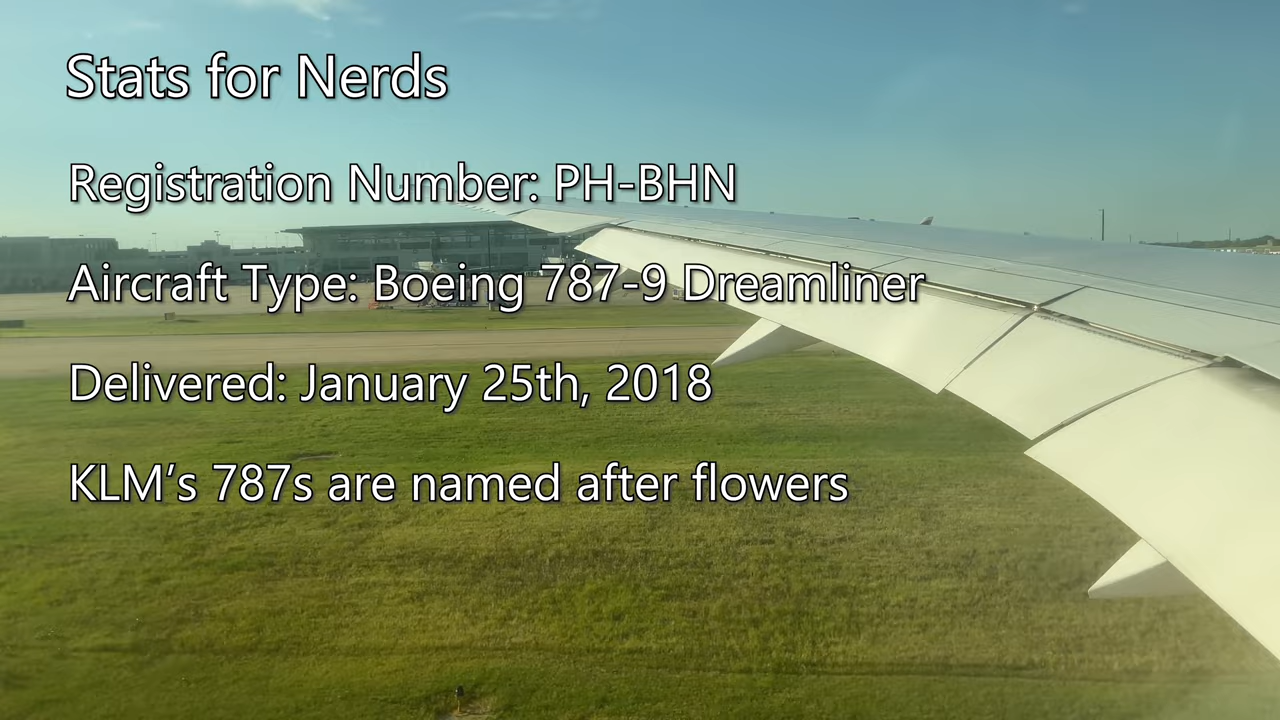 Stats for Nerds
Registration Number: PH-BHN
Aircraft Type: Boeing 787-9 Dreamliner
Delivered: January 25th, 2018
KLM’s 787s are named after flowers